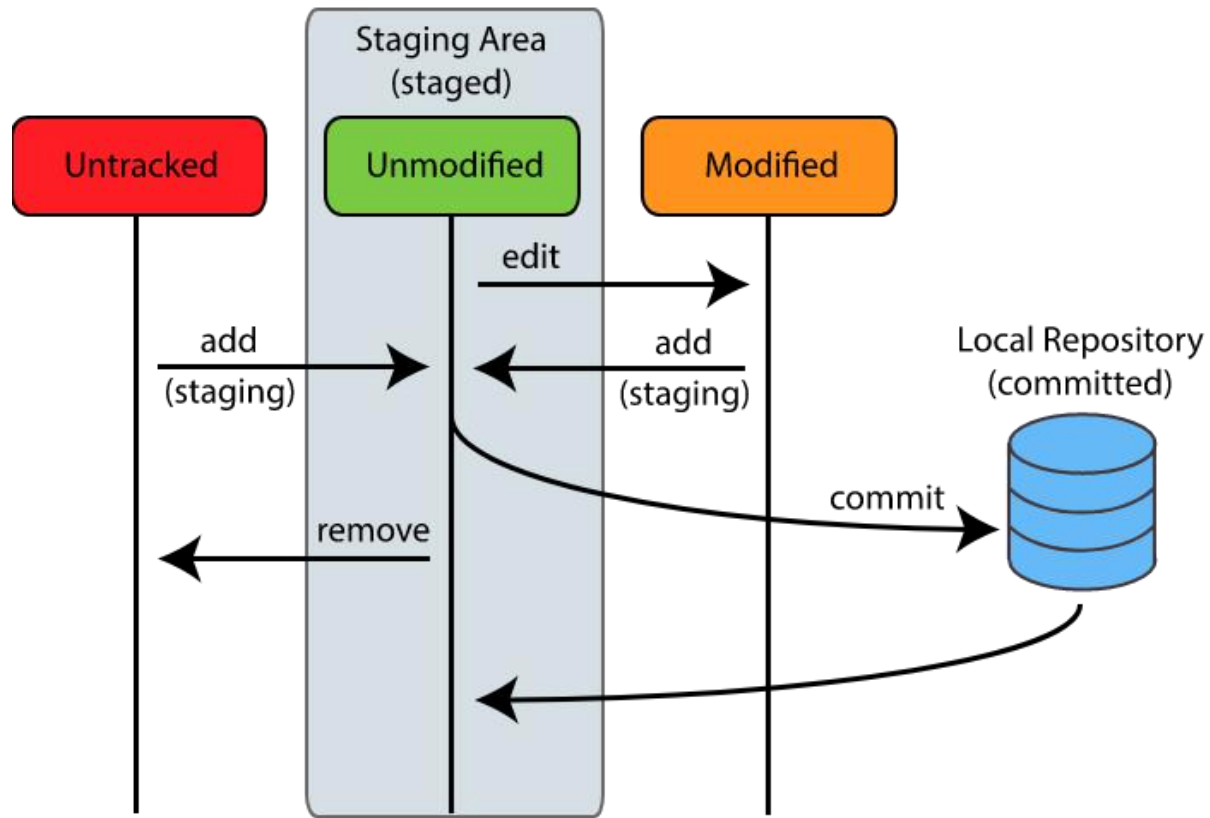 Staging Area
(staged)
Untracked
Unmodified
Modified
edit
add
(staging)
add
(staging)
Local Repository
(committed)
commit
remove